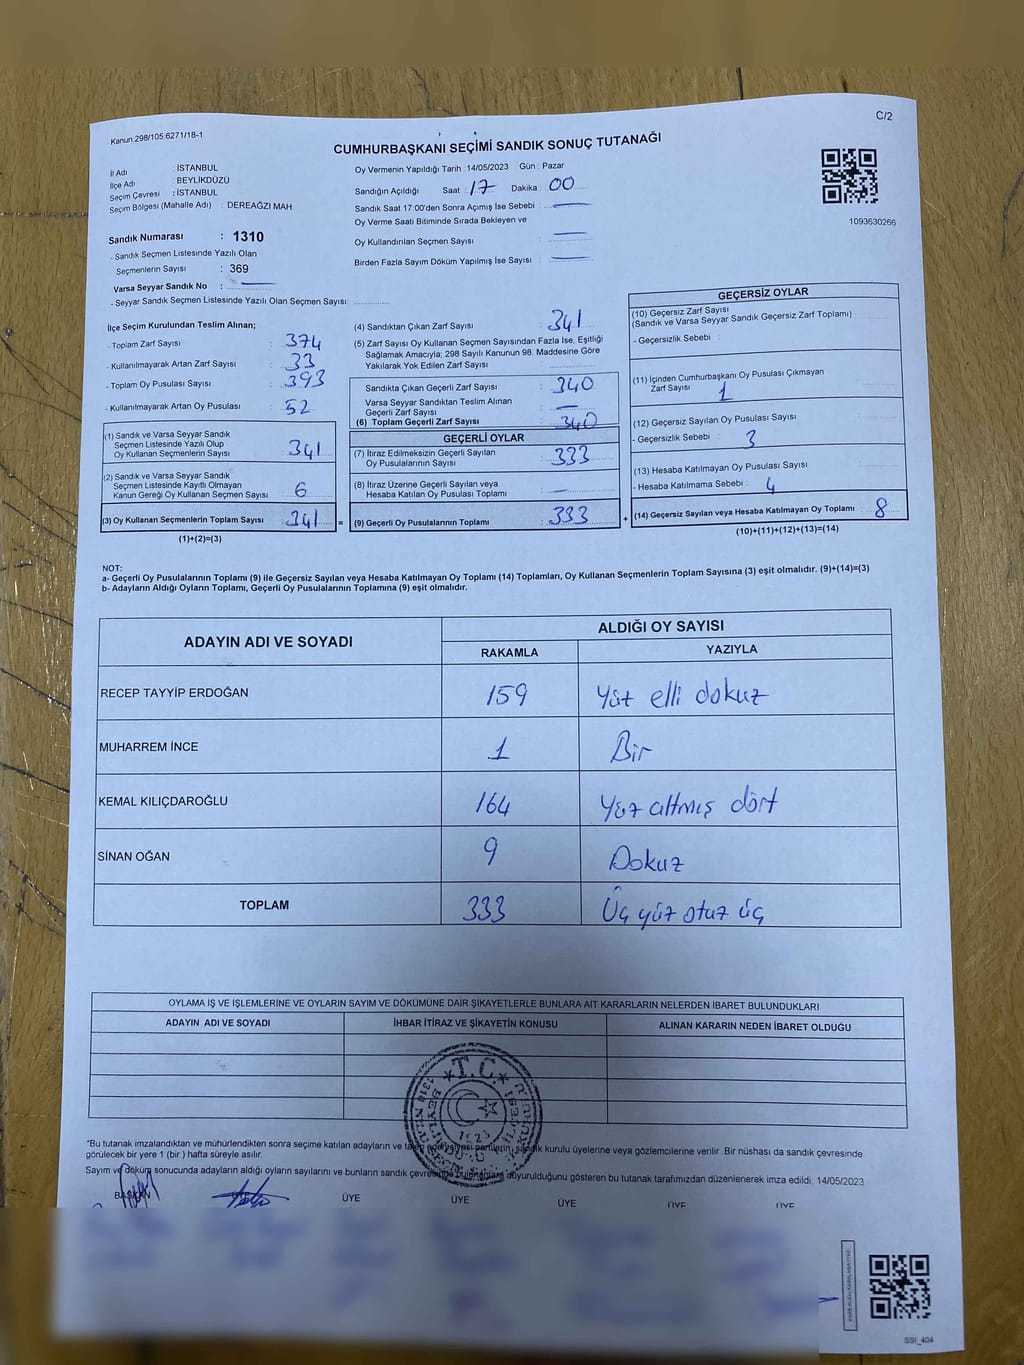 Kanun:298/105:6271/18-1
C/2
CUMHURBAŞKANI SEÇİMİ SANDIK SONUÇ TUTANAĞI
İl Adı : İSTANBUL
İlçe Adı : BEYLİKDÜZÜ
Seçim Çevresi : İSTANBUL
Seçim Bölgesi (Mahalle Adı) : DEREAĞZI MAH.
Oy Vermenin Yapıldığı Tarih : 14/05/2023 Gün : Pazar
Sandığın Açıldığı Saat : 17 Dakika : 00
Sandık Saat 17:00'den Sonra Açımış İse Sebebi :
Oy Verme Saati Bitiminde Sırada Bekleyen ve
Oy Kullandırılan Seçmen Sayısı :
Birden Fazla Sayım Döküm Yapılmış İse Sayısı :
1093630266
Sandık Numarası : 1310
- Sandık Seçmen Listesinde Yazılı Olan
Seçmenlerin Sayısı : 369
Varsa Seyyar Sandık No :
- Seyyar Sandık Seçmen Listesinde Yazılı Olan Seçmen Sayısı:
İlçe Seçim Kurulundan Teslim Alınan;
- Toplam Zarf Sayısı : 374
- Kullanılmayarak Artan Zarf Sayısı : 33
- Toplam Oy Pusulası Sayısı : 393
- Kullanılmayarak Artan Oy Pusulası : 52
(1) Sandık ve Varsa Seyyar Sandık
Seçmen Listesinde Yazılı Olup
Oy Kullanan Seçmenlerin Sayısı : 341
(2) Sandık ve Varsa Seyyar Sandık
Seçmen Listesinde Kayıtlı Olmayan
Kanun Gereği Oy Kullanan Seçmen Sayısı : 6
(3) Oy Kullanan Seçmenlerin Toplam Sayısı : 341 =
(1)+(2)=(3)
(4) Sandıktan Çıkan Zarf Sayısı : 341
(5) Zarf Sayısı Oy Kullanan Seçmen Sayısından Fazla İse, Eşitliği
Sağlamak Amacıyla; 298 Sayılı Kanunun 98. Maddesine Göre
Yakılarak Yok Edilen Zarf Sayısı :
Sandıkta Çıkan Geçerli Zarf Sayısı : 340
Varsa Seyyar Sandıktan Teslim Alınan
Geçerli Zarf Sayısı :
(6) Toplam Geçerli Zarf Sayısı : 340
GEÇERLİ OYLAR
(7) İtiraz Edilmeksizin Geçerli Sayılan
Oy Pusulalarının Sayısı : 333
(8) İtiraz Üzerine Geçerli Sayılan veya
Hesaba Katılan Oy Pusulası Toplamı :
(9) Geçerli Oy Pusulalarının Toplamı : 333 +
GEÇERSİZ OYLAR
(10) Geçersiz Zarf Sayısı
(Sandık ve Varsa Seyyar Sandık Geçersiz Zarf Toplamı) :
- Geçersizlik Sebebi :
(11) İçinden Cumhurbaşkanı Oy Pusulası Çıkmayan
Zarf Sayısı : 1
(12) Geçersiz Sayılan Oy Pusulası Sayısı :
- Geçersizlik Sebebi : 3
(13) Hesaba Katılmayan Oy Pusulası Sayısı :
- Hesaba Katılmama Sebebi : 4
(14) Geçersiz Sayılan veya Hesaba Katılmayan Oy Toplamı : 8
(10)+(11)+(12)+(13)=(14)
NOT:
a- Geçerli Oy Pusulalarının Toplamı (9) ile Geçersiz Sayılan veya Hesaba Katılmayan Oy Toplamı (14) Toplamları, Oy Kullanan Seçmenlerin Toplam Sayısına (3) eşit olmalıdır. (9)+(14)=(3)
b- Adayların Aldığı Oyların Toplamı, Geçerli Oy Pusulalarının Toplamına (9) eşit olmalıdır.
ADAYIN ADI VE SOYADI ALDIĞI OY SAYISI
RAKAMLA YAZIYLA
RECEP TAYYİP ERDOĞAN 159 Yüz elli dokuz
MUHARREM İNCE 1 Bir
KEMAL KILIÇDAROĞLU 164 Yüz altmış dört
SİNAN OĞAN 9 Dokuz
TOPLAM 333 Üç yüz otuz üç
OYLAMA İŞ VE İŞLEMLERİNE VE OYLARIN SAYIM VE DÖKÜMÜNE DAİR ŞİKAYETLERLE BUNLARA AİT KARARLARIN NELERDEN İBARET BULUNDUKLARI
ADAYIN ADI VE SOYADI İHBAR İTİRAZ VE ŞİKAYETİN KONUSU ALINAN KARARIN NEDEN İBARET OLDUĞU
T.C.
1923
*Bu tutanak imzalandıktan ve mühürlendikten sonra seçime katılan adayların ve partilerin, sandık kurulu üyelerine veya gözlemcilerine verilir. Bir nüshası da sandık çevresinde
görülecek bir yere 1 (bir.) hafta süreyle asılır.
Sayım ve döküm sonucunda adayların aldığı oyların sayılarını ve bunların sandık çevresinde duyurulduğunu gösteren bu tutanak tarafımızdan düzenlenerek imza edildi. 14/05/2023
BAŞKAN ÜYE ÜYE ÜYE ÜYE ÜYE ÜYE
SSI_404